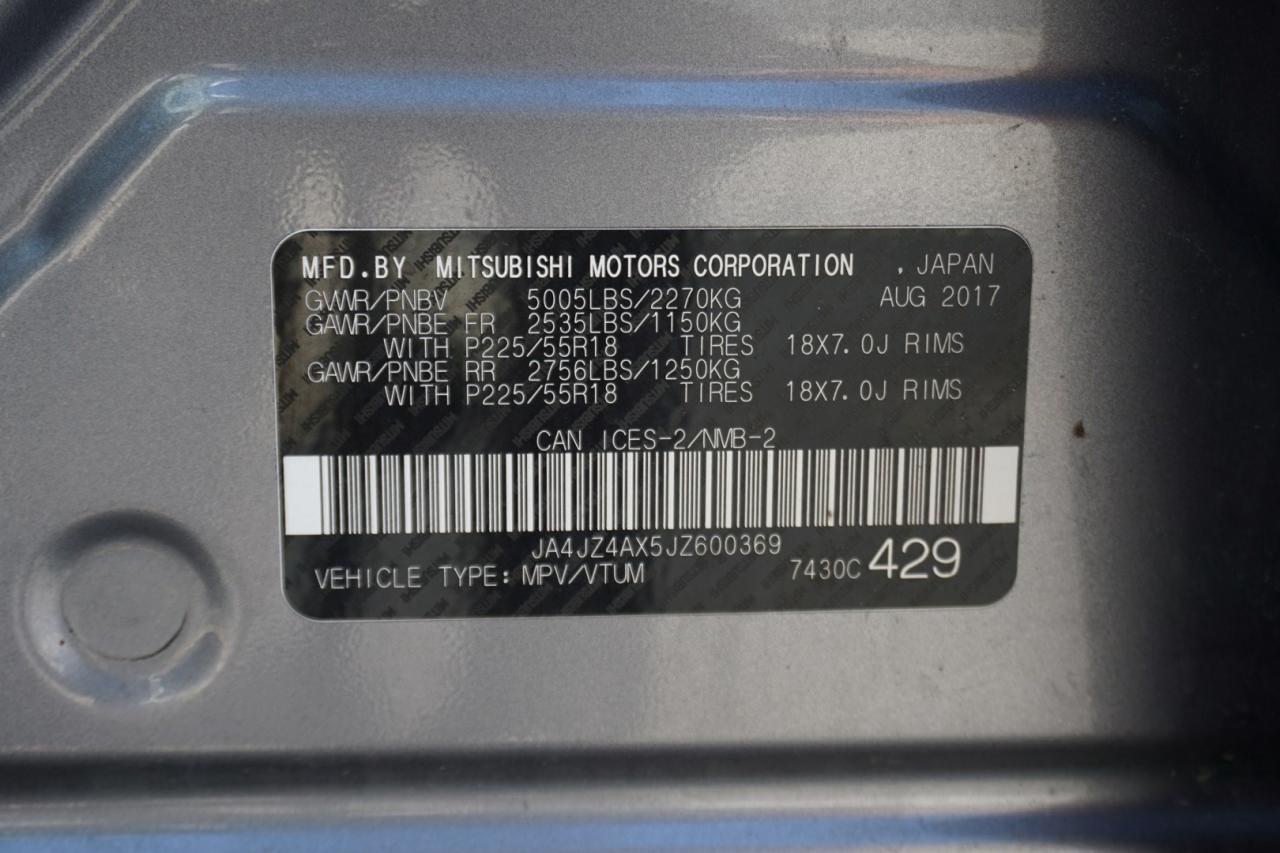 MFD.BY MITSUBISHI MOTORS CORPORATION , JAPAN
GVWR/PNBV 5005LBS/2270KG AUG 2017
GAWR/PNBE FR 2535LBS/1150KG
WITH P225/55R18 TIRES 18X7.0J RIMS
GAWR/PNBE RR 2756LBS/1250KG
WITH P225/55R18 TIRES 18X7.0J RIMS
CAN ICES-2/NMB-2
JA4JZ4AX5JZ600369
VEHICLE TYPE: MPV/VTUM 7430C 429